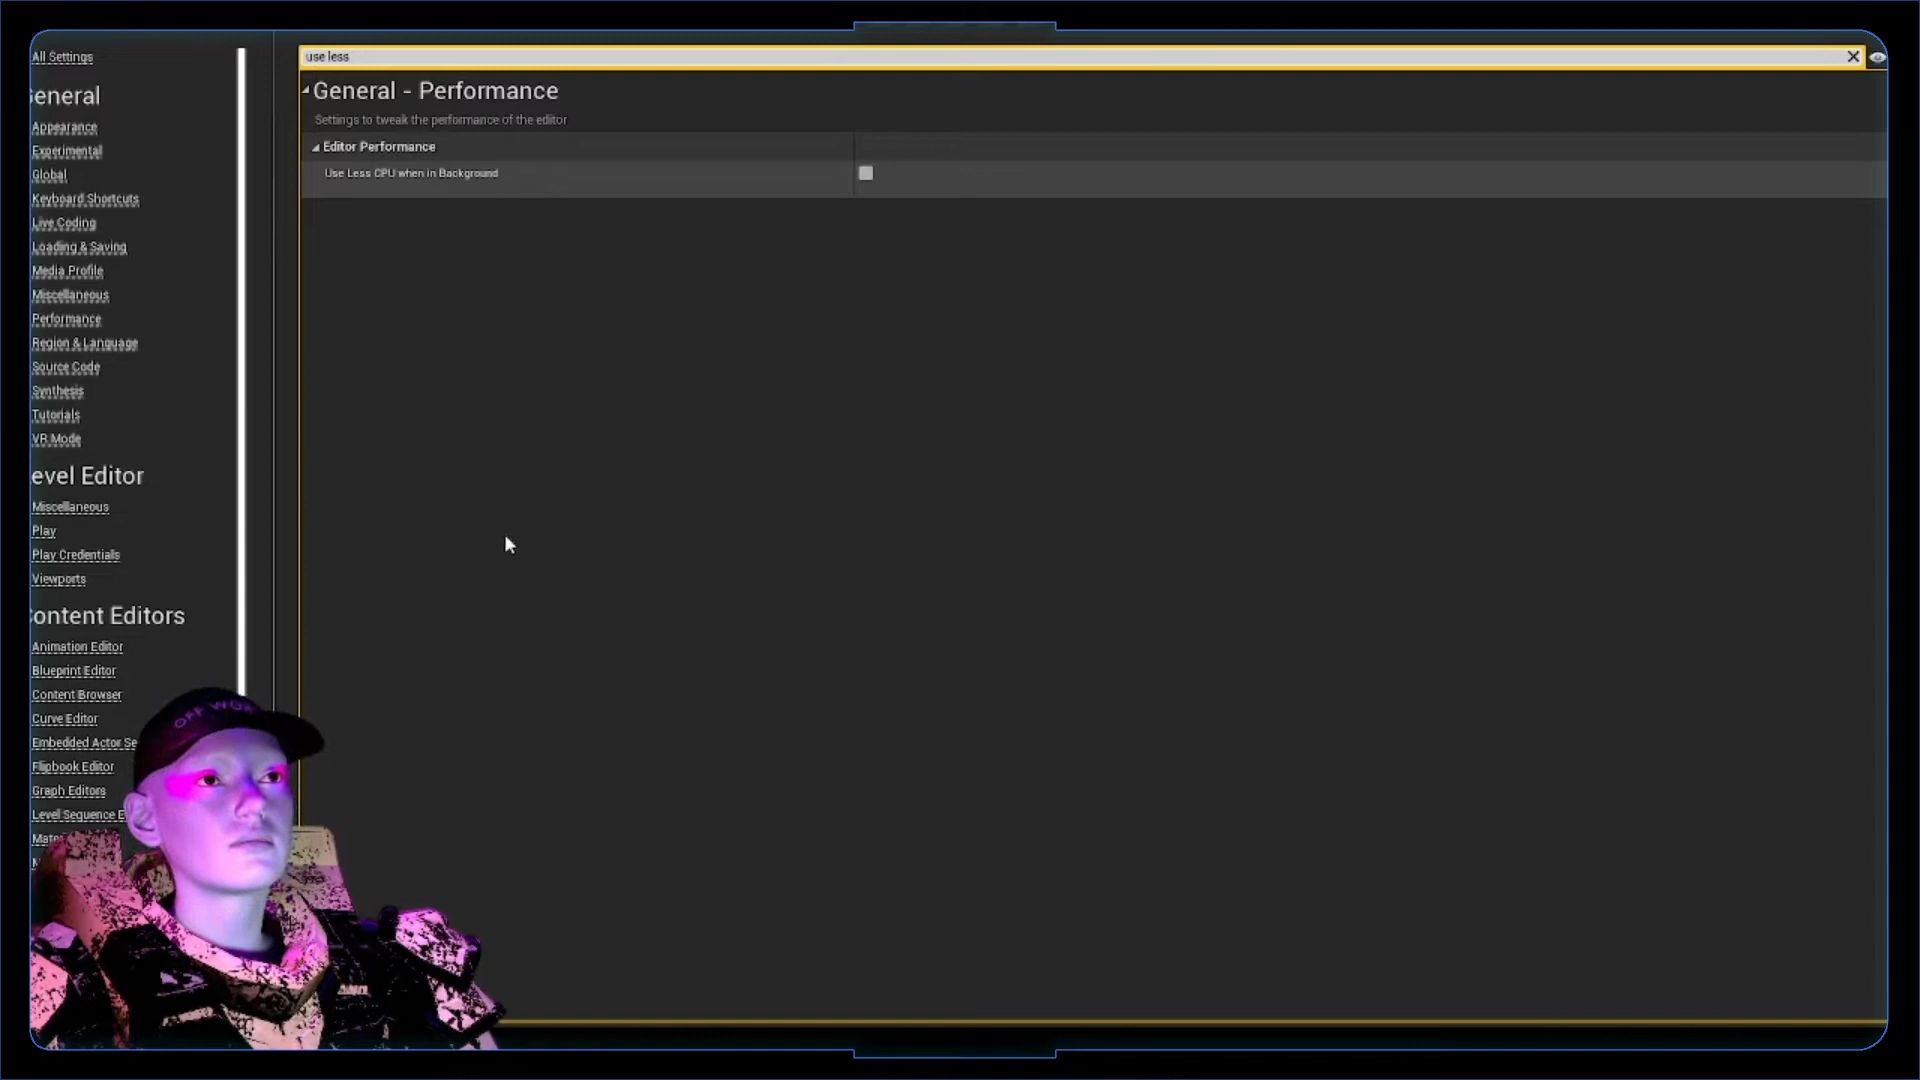 All Settings
eneral
Appearance
Experimental
Global
Keyboard Shortcuts
Live Coding
Loading & Saving
Media Profile
Miscellaneous
Performance
Region & Language
Source Code
Synthesis
Tutorials
VR Mode
evel Editor
Miscellaneous
Play
Play Credentials
Viewports
ontent Editors
Animation Editor
Blueprint Editor
Content Browser
Curve Editor
Embedded Actor Se
Flipbook Editor
Graph Editors
Level Sequence E
Mate
use less
General - Performance
Settings to tweak the performance of the editor
Editor Performance
Use Less CPU when in Background
OFF WO